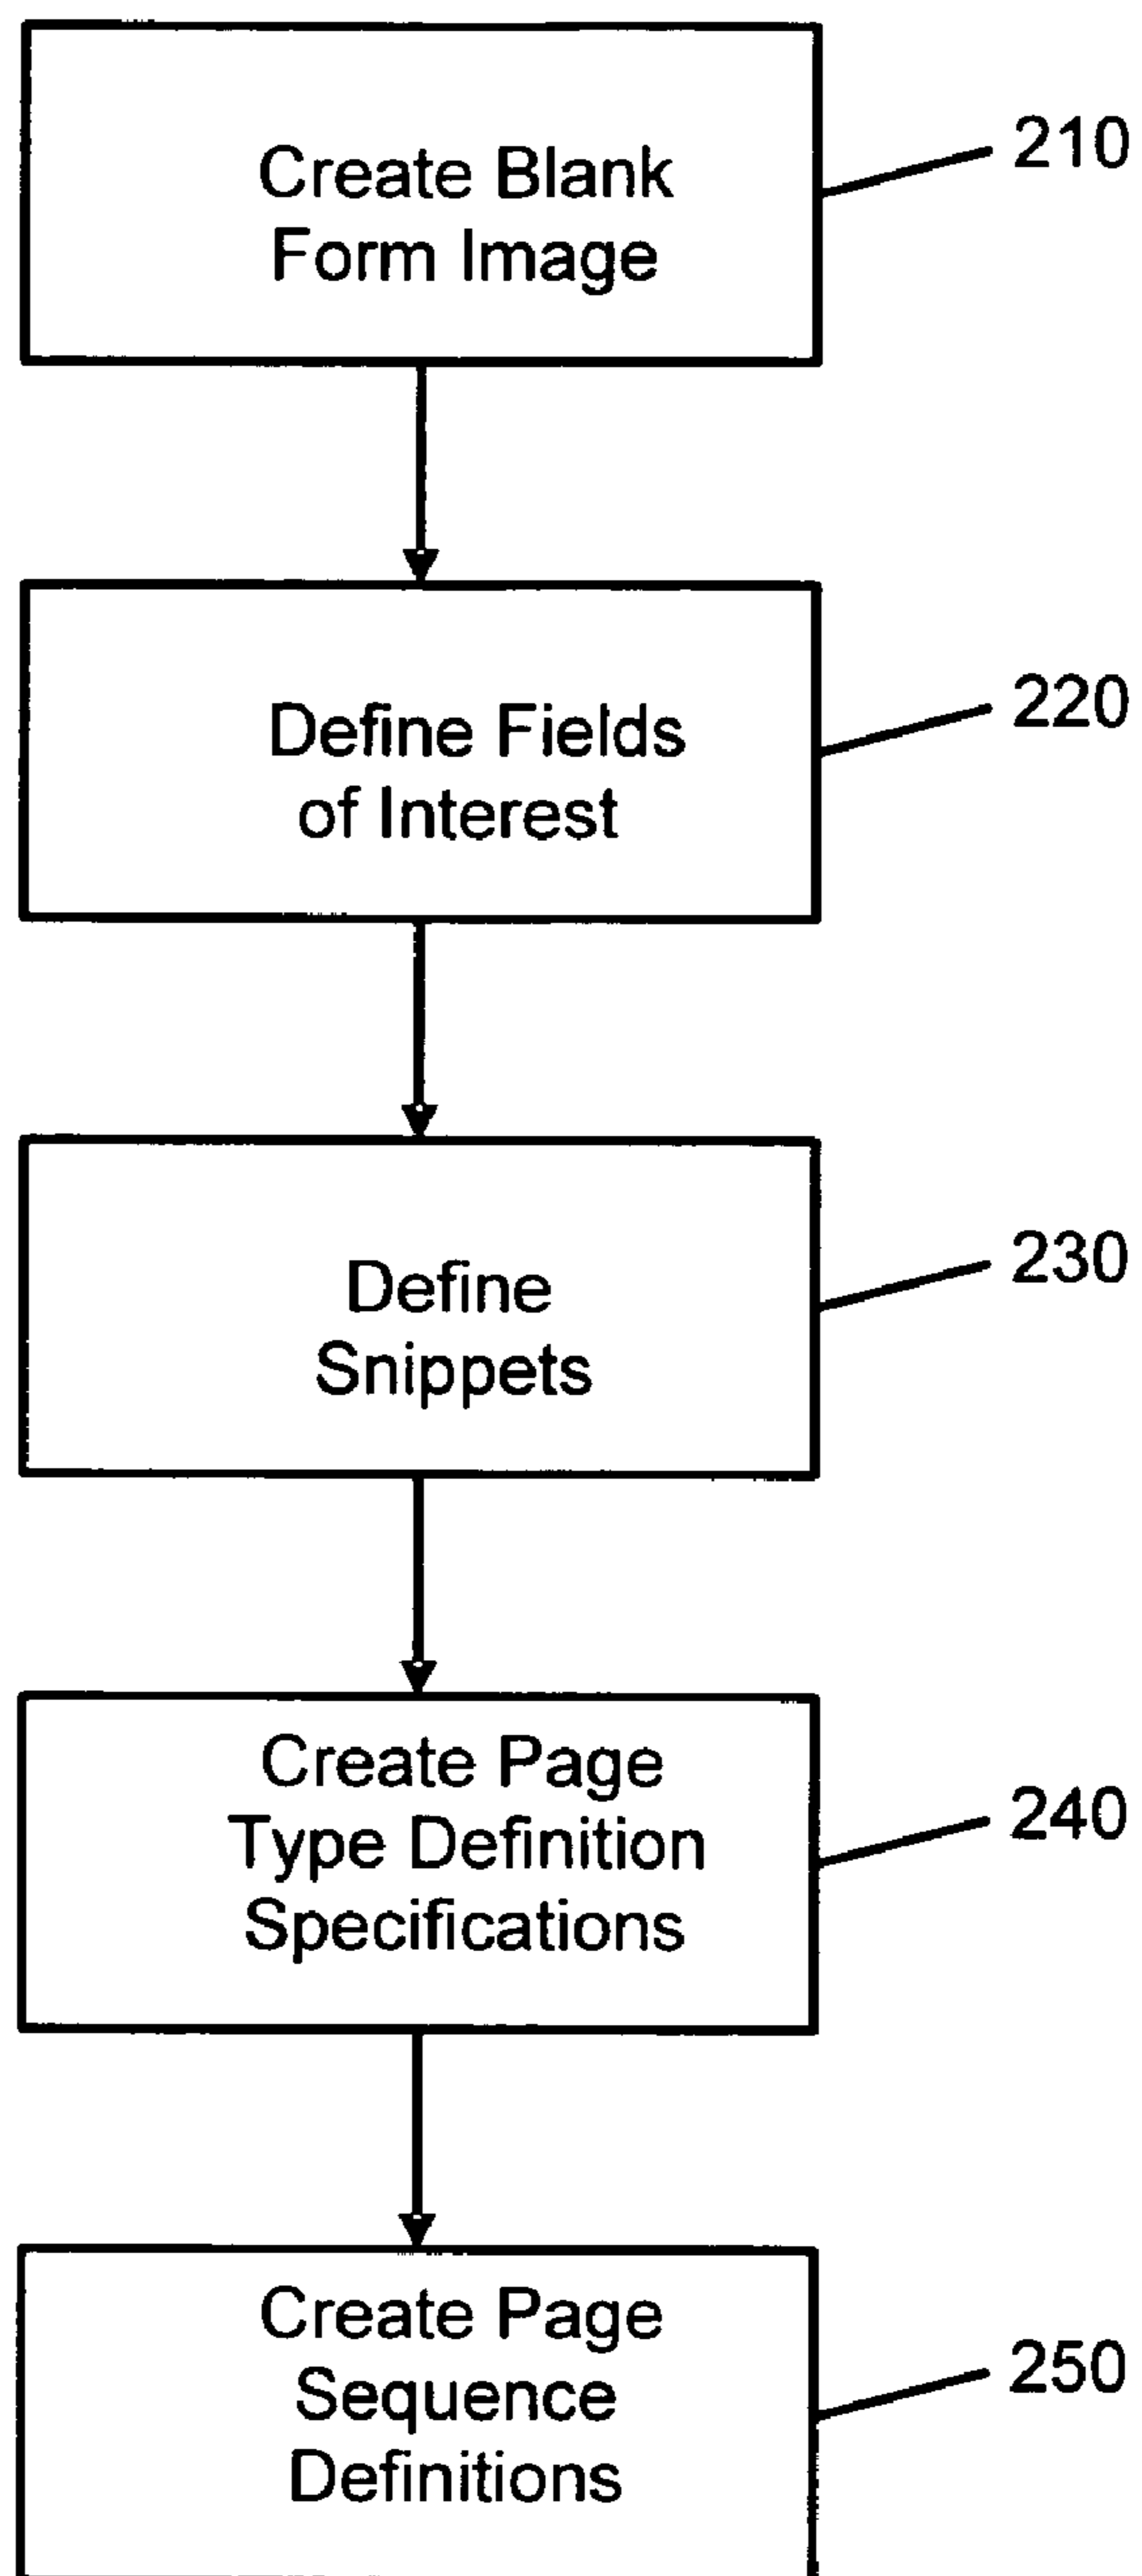 Create Blank
Form Image
210
Define Fields
of Interest
220
Define
Snippets
230
Create Page
Type Definition
Specifications
240
Create Page
Sequence
Definitions
250